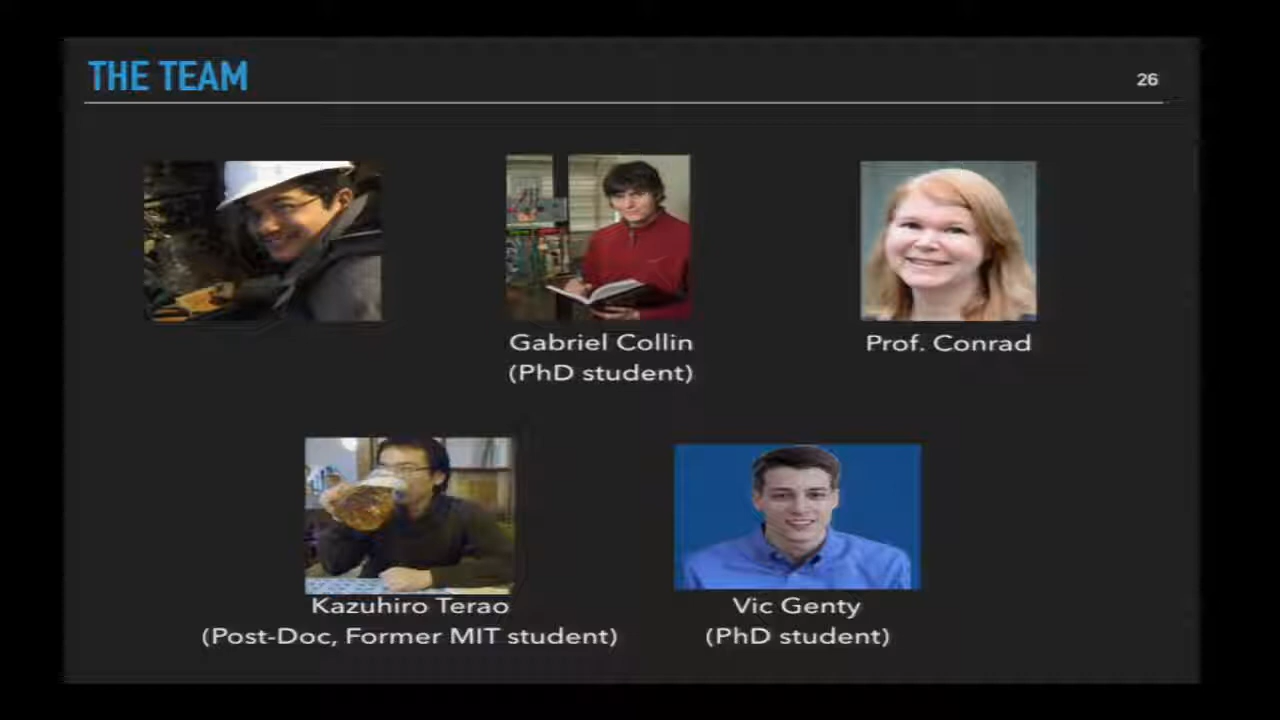 THE TEAM
26
Gabriel Collin
(PhD student)
Prof. Conrad
Kazuhiro Terao
(Post-Doc, Former MIT student)
Vic Genty
(PhD student)